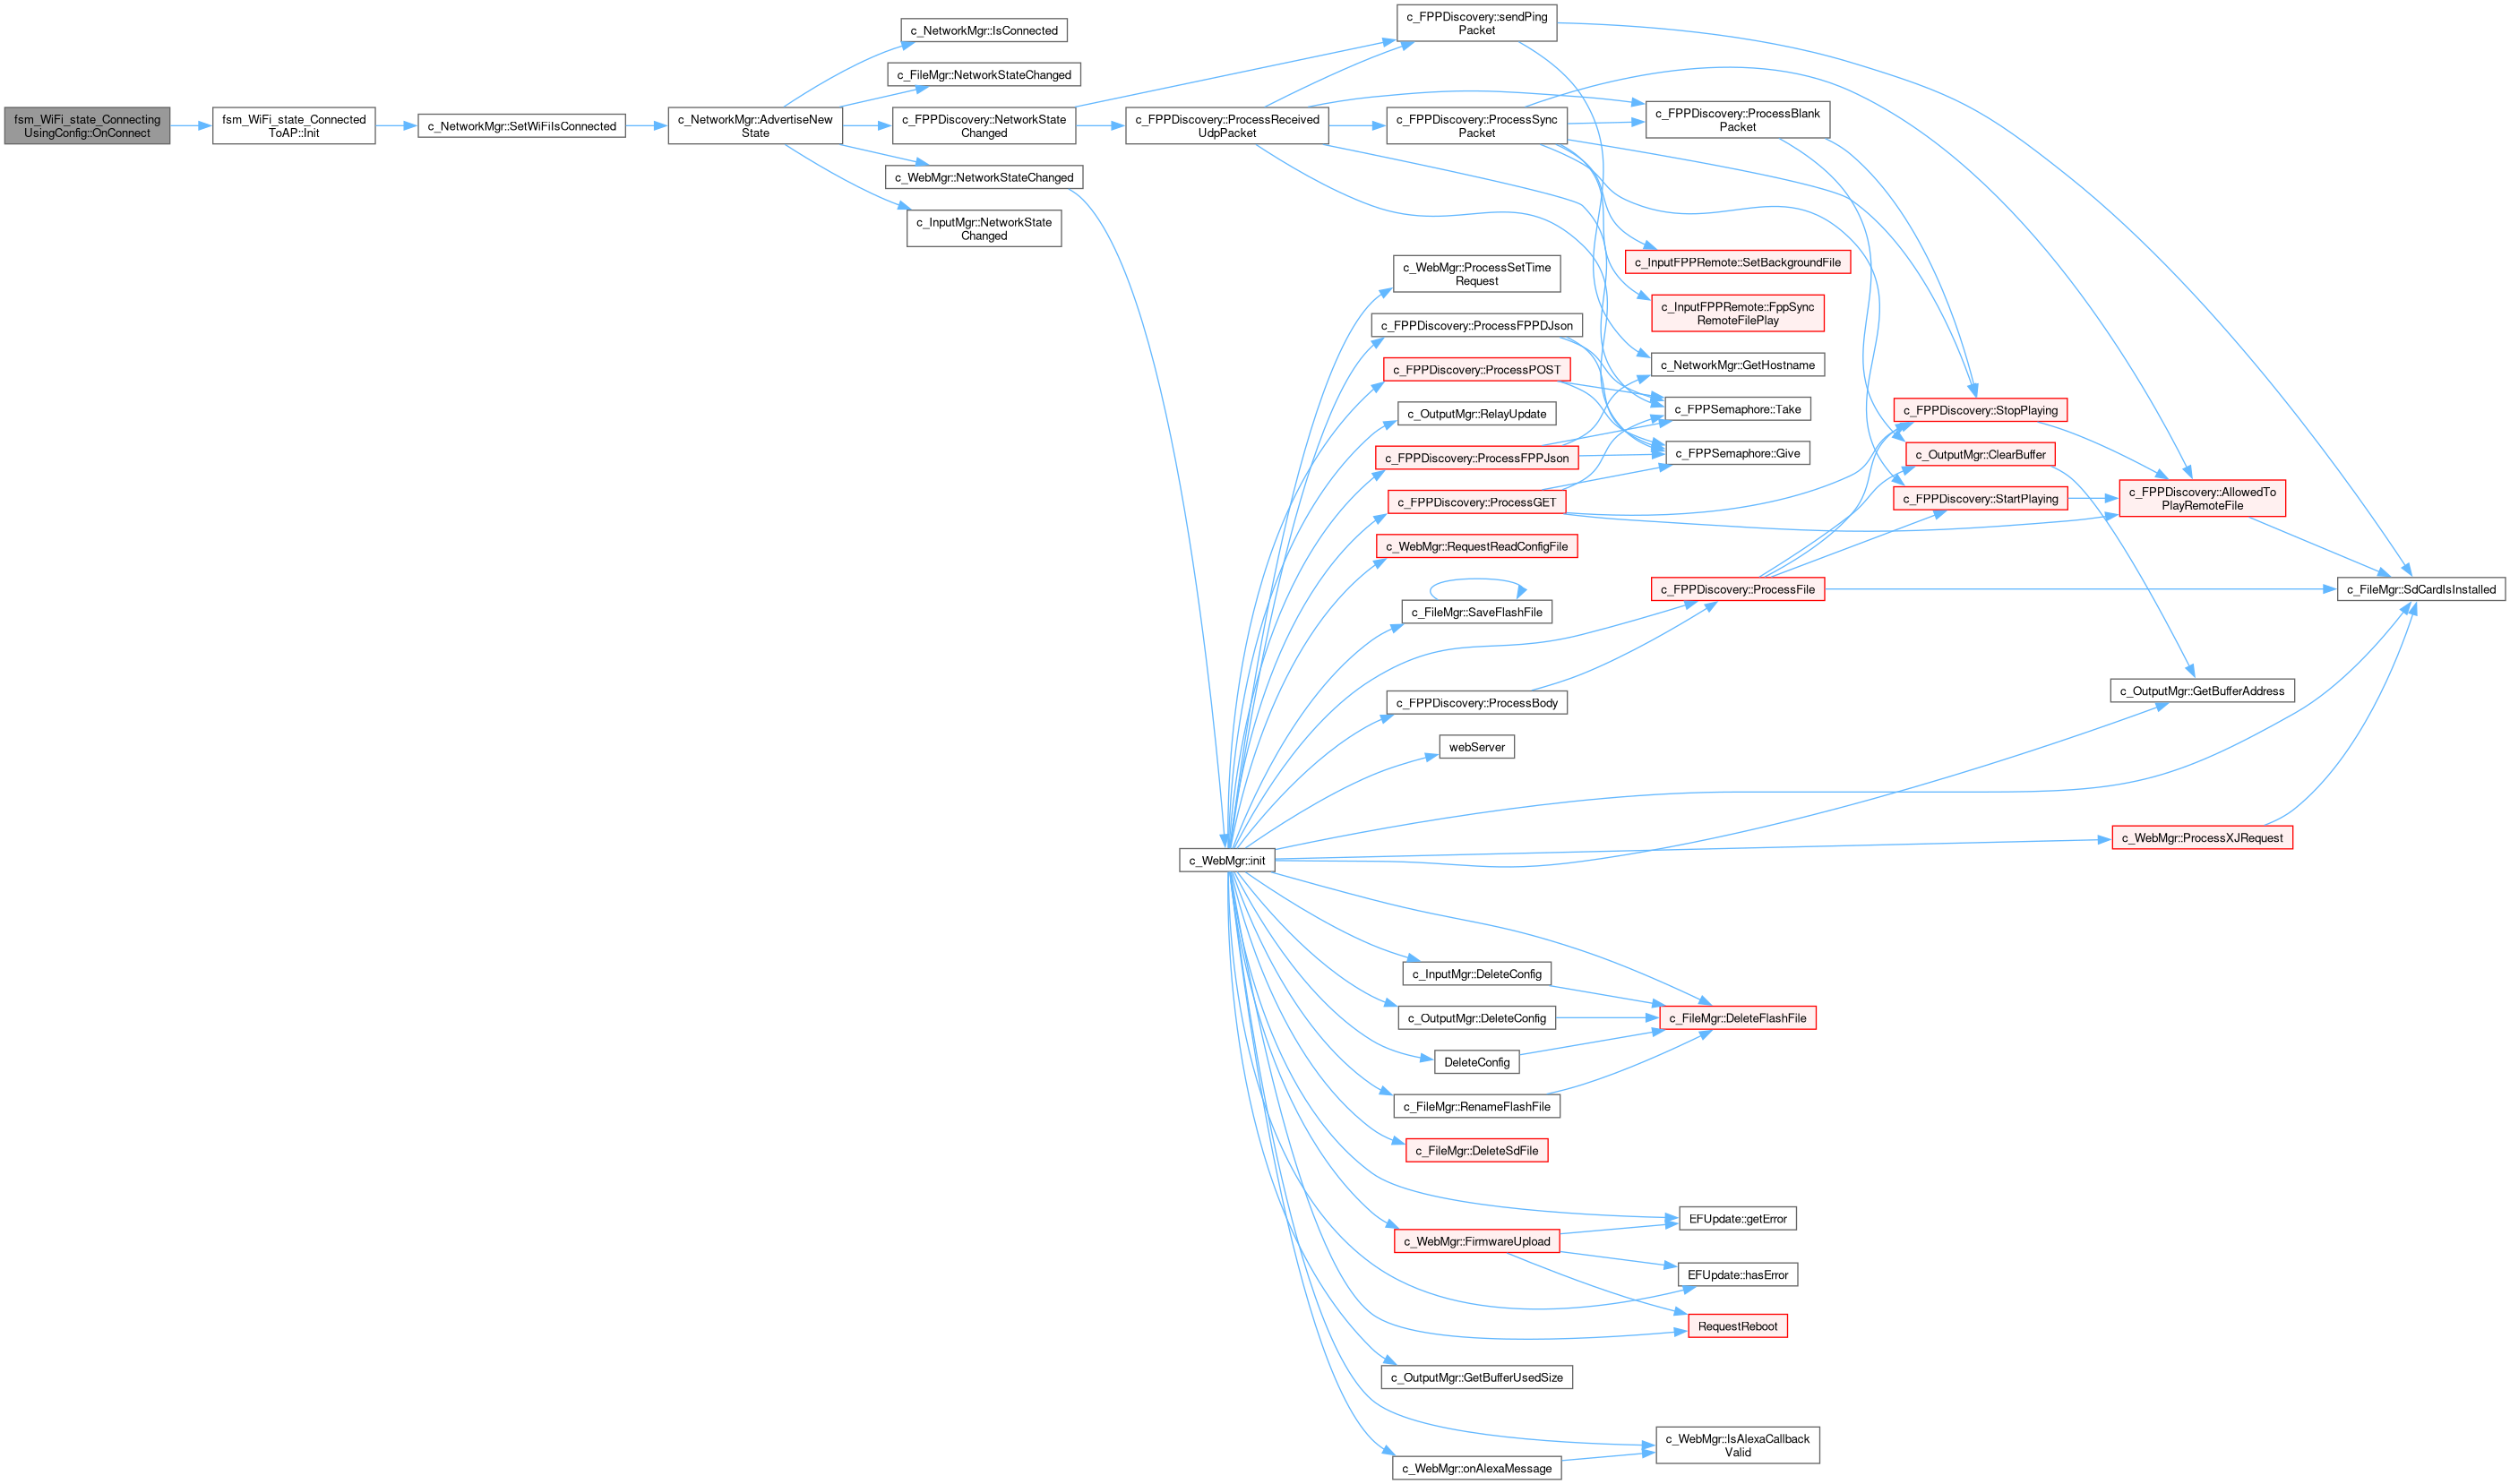 fsm_WiFi_state_Connecting
UsingConfig::OnConnect
fsm_WiFi_state_Connected
ToAP::Init
c_NetworkMgr::SetWiFiIsConnected
c_NetworkMgr::AdvertiseNew
State
c_NetworkMgr::IsConnected
c_FileMgr::NetworkStateChanged
c_FPPDiscovery::NetworkState
Changed
c_WebMgr::NetworkStateChanged
c_InputMgr::NetworkState
Changed
c_FPPDiscovery::ProcessReceived
UdpPacket
c_FPPDiscovery::sendPing
Packet
c_FPPDiscovery::ProcessSync
Packet
c_FPPDiscovery::ProcessBlank
Packet
c_InputFPPRemote::SetBackgroundFile
c_InputFPPRemote::FppSync
RemoteFilePlay
c_NetworkMgr::GetHostname
c_FPPSemaphore::Take
c_FPPSemaphore::Give
c_FPPDiscovery::StopPlaying
c_OutputMgr::ClearBuffer
c_FPPDiscovery::StartPlaying
c_FPPDiscovery::AllowedTo
PlayRemoteFile
c_FileMgr::SdCardIsInstalled
c_OutputMgr::GetBufferAddress
c_WebMgr::ProcessXJRequest
c_WebMgr::init
c_WebMgr::ProcessSetTime
Request
c_FPPDiscovery::ProcessFPPDJson
c_FPPDiscovery::ProcessPOST
c_OutputMgr::RelayUpdate
c_FPPDiscovery::ProcessFPPJson
c_FPPDiscovery::ProcessGET
c_WebMgr::RequestReadConfigFile
c_FileMgr::SaveFlashFile
c_FPPDiscovery::ProcessFile
c_FPPDiscovery::ProcessBody
webServer
c_InputMgr::DeleteConfig
c_OutputMgr::DeleteConfig
DeleteConfig
c_FileMgr::RenameFlashFile
c_FileMgr::DeleteFlashFile
c_FileMgr::DeleteSdFile
c_WebMgr::FirmwareUpload
EFUpdate::getError
EFUpdate::hasError
RequestReboot
c_OutputMgr::GetBufferUsedSize
c_WebMgr::onAlexaMessage
c_WebMgr::IsAlexaCallback
Valid